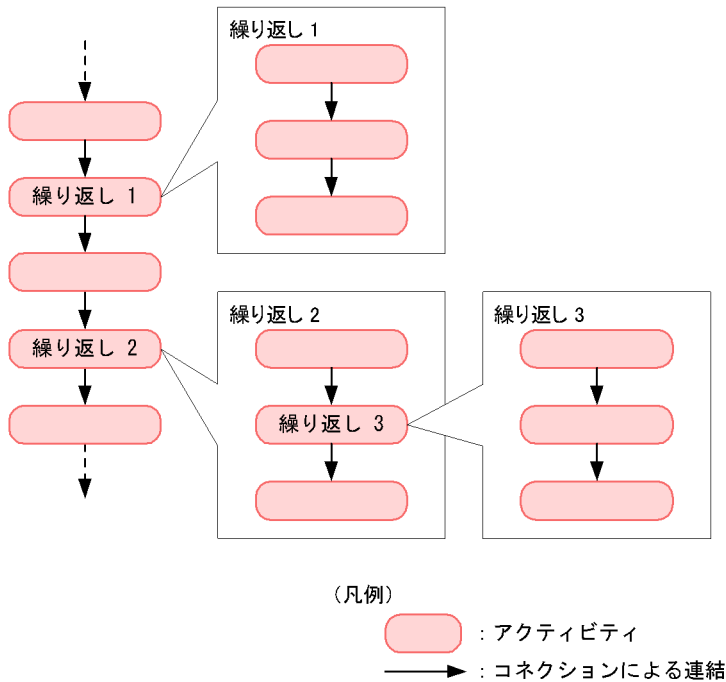 繰り返し1
繰り返し 1
繰り返し 2
繰り返し2
繰り返し 3
繰り返し3
（凡例）
：アクティビティ
：コネクションによる連結